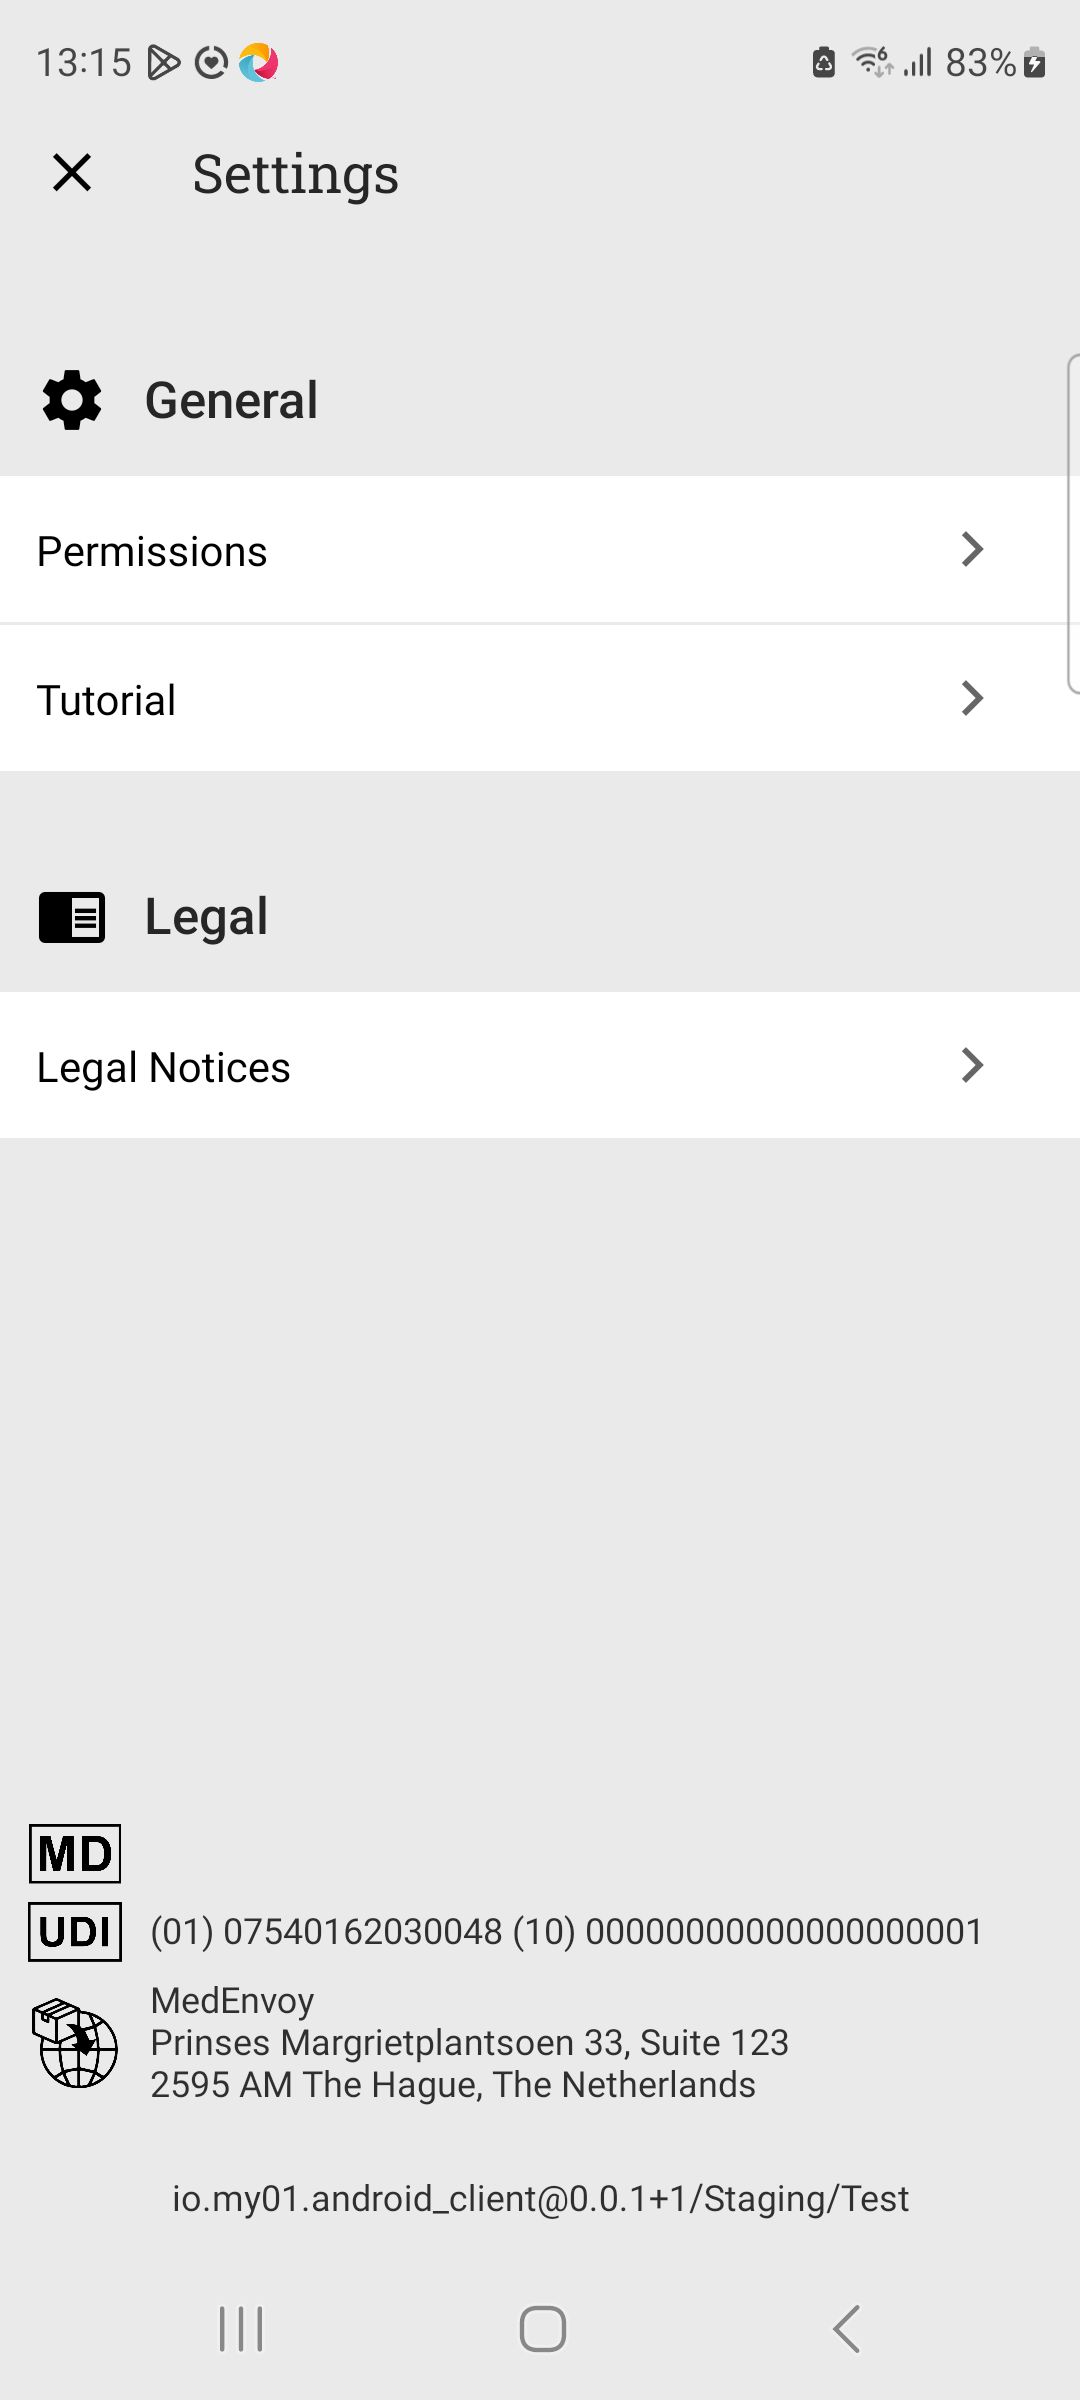 13:15
6
83%
Settings
General
Permissions
Tutorial
Legal
Legal Notices
MD
UDI (01) 07540162030048 (10) 00000000000000000001
MedEnvoy
Prinses Margrietplantsoen 33, Suite 123
2595 AM The Hague, The Netherlands
io.my01.android_client@0.0.1+1/Staging/Test